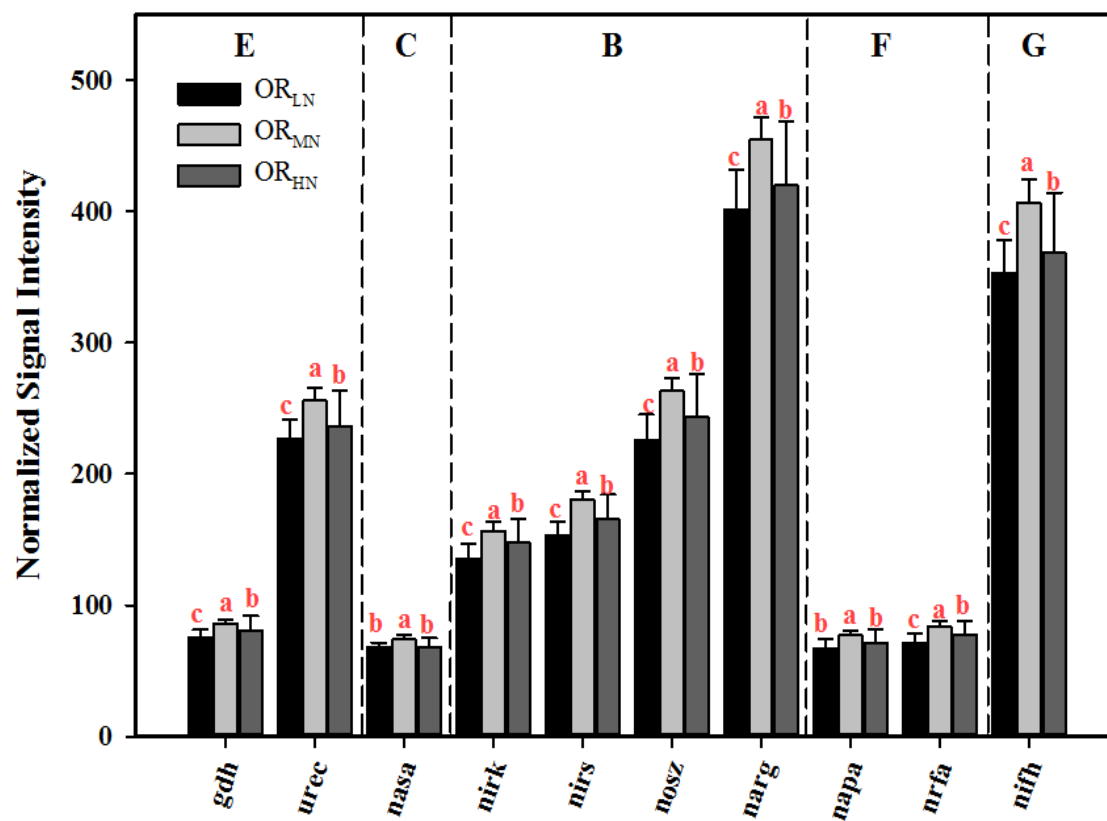 E C B F G
OR_LN
OR_MN
OR_HN
Normalized Signal Intensity
500
400
300
200
100
0
c a b
c a b
b a b
c a b
c a b
c a b
c a b
b a b
c a b
c a b
gdh urec nasa nirk nirs nosz narg napa nrfa nifh